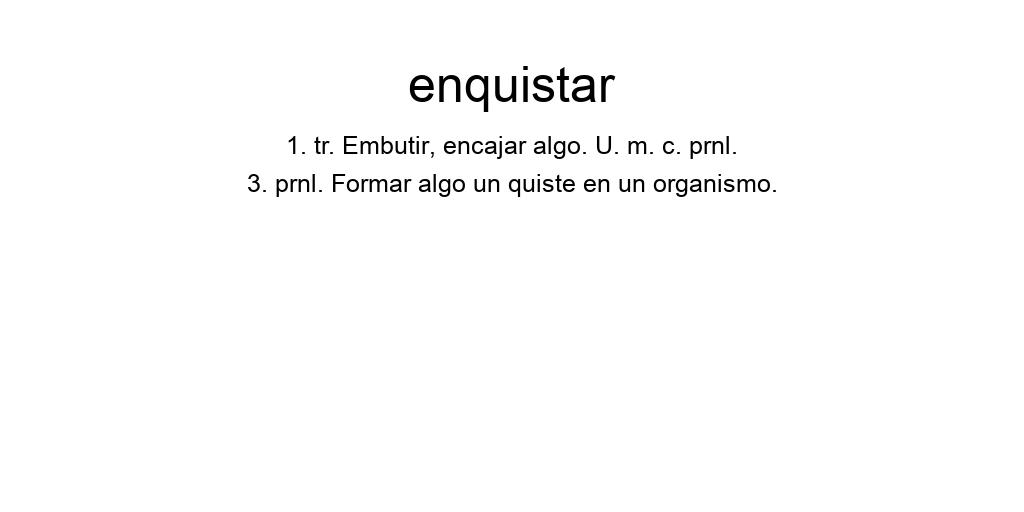 enquistar
1. tr. Embutir, encajar algo. U. m. c. prnl.
3. prnl. Formar algo un quiste en un organismo.